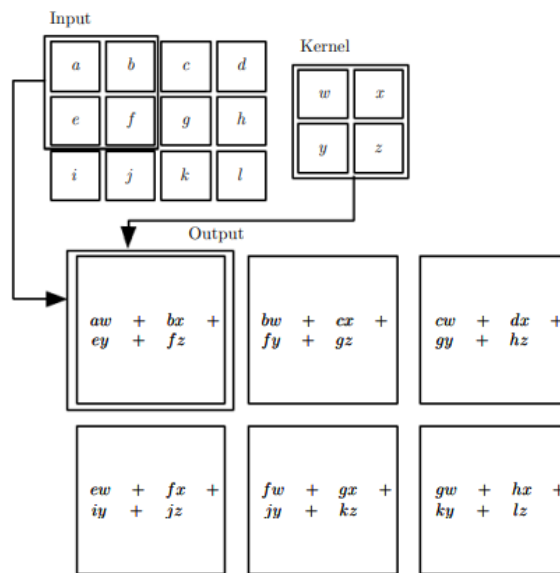 Input
a b c d
e f g h
i j k l
Kernel
w x
y z
Output
aw + bx +
ey + fz
bw + cx +
fy + gz
cw + dx +
gy + hz
ew + fx +
iy + jz
fw + gx +
jy + kz
gw + hx +
ky + lz